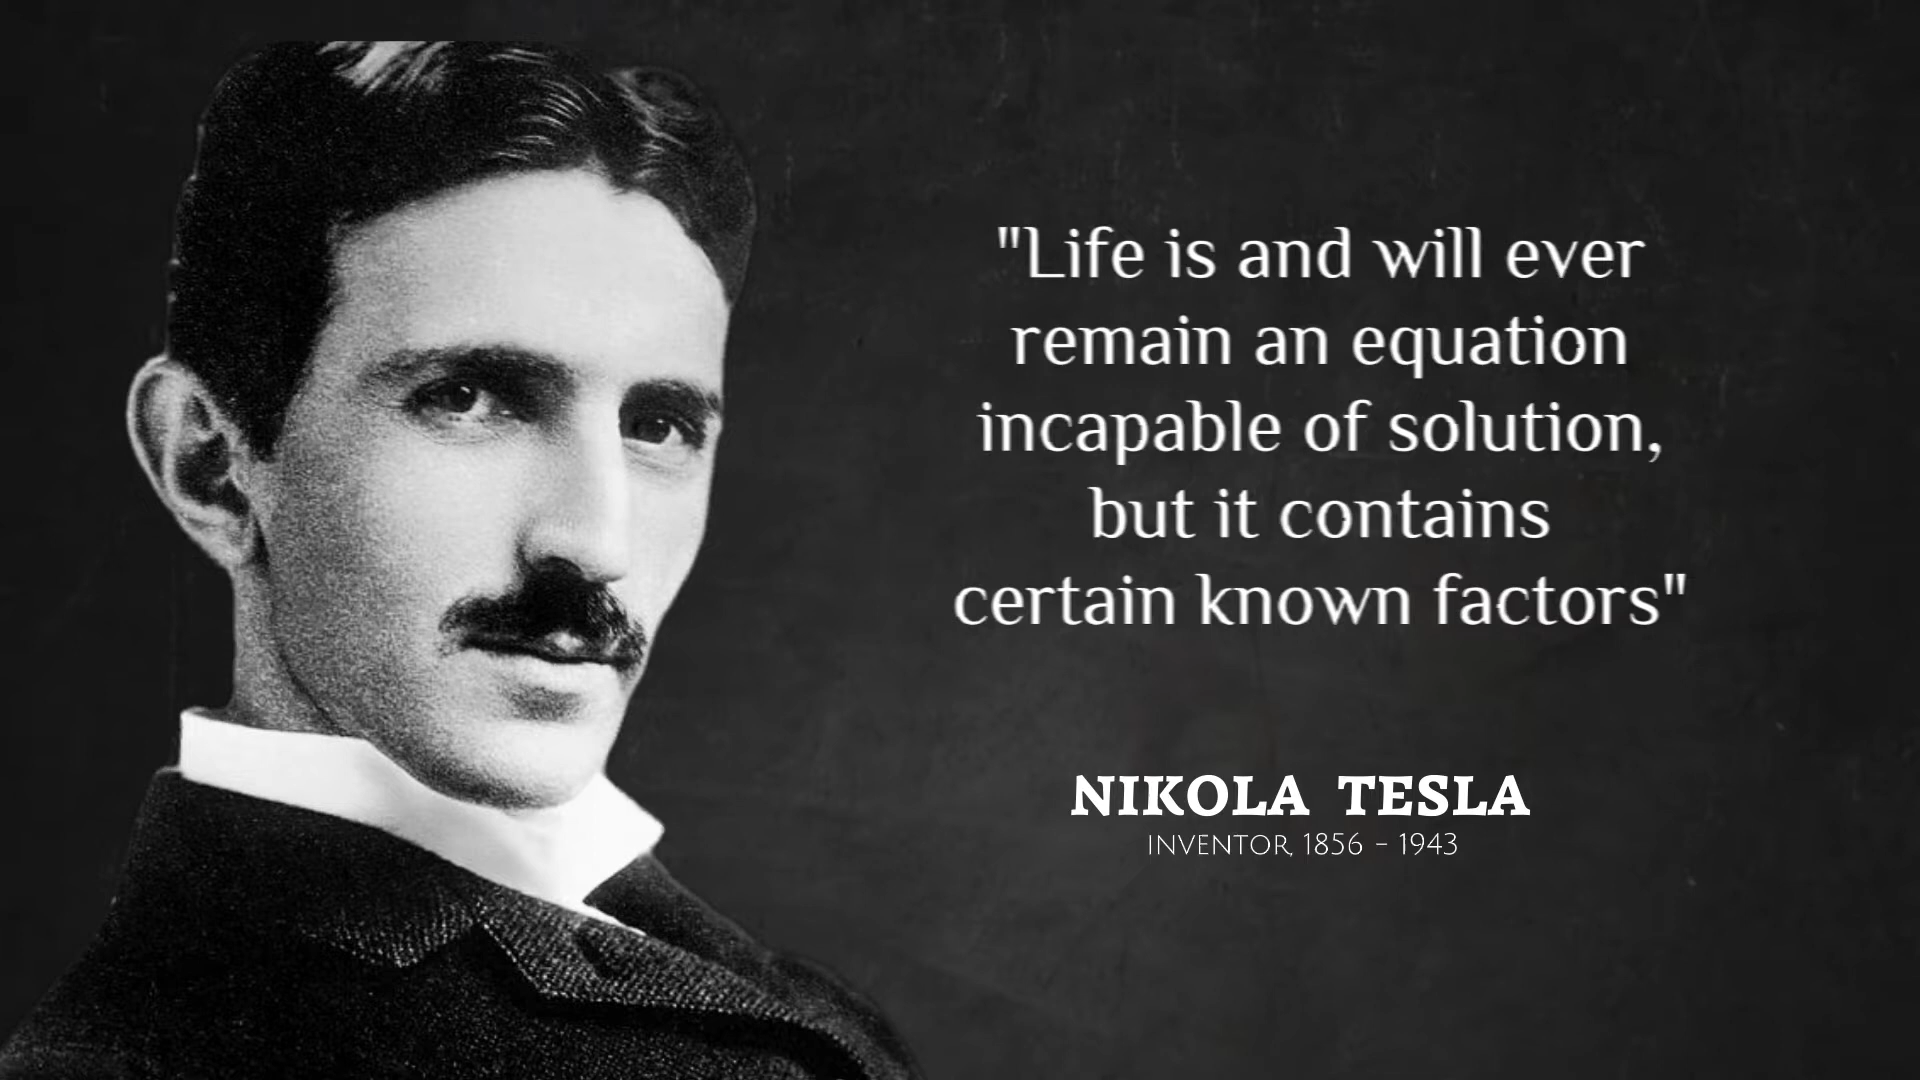 "Life is and will ever
remain an equation
incapable of solution,
but it contains
certain known factors"
NIKOLA TESLA
INVENTOR, 1856 - 1943